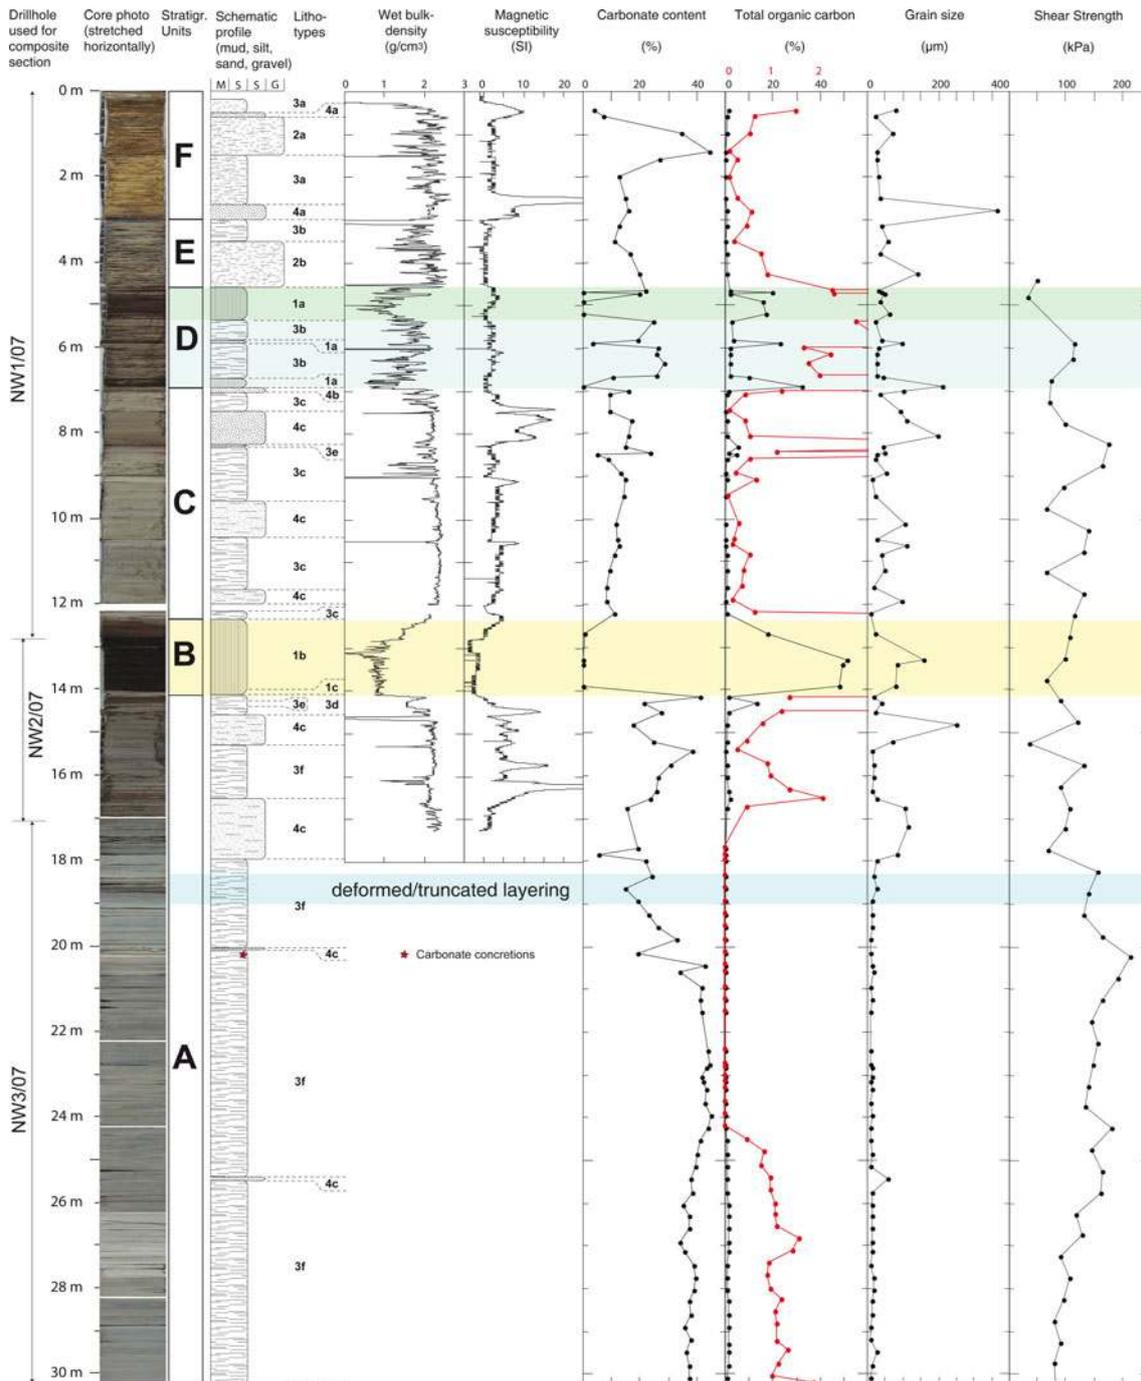 Drillhole
used for
composite
section
Core photo
(stretched
horizontally)
Stratigr.
Units
Schematic
profile
(mud, silt,
sand, gravel)
Litho-
types
Wet bulk-
density
(g/cm3)
Magnetic
susceptibility
(SI)
Carbonate content
(%)
Total organic carbon
(%)
Grain size
(µm)
Shear Strength
(kPa)
M S S G
0 1 2 3
0 5 10 15 20
0 20 40
0 1 2
0 20 40
0 200 400
100 200
0 m
2 m
4 m
6 m
8 m
10 m
12 m
14 m
16 m
18 m
20 m
22 m
24 m
26 m
28 m
30 m
NW1/07
NW2/07
NW3/07
F
E
D
C
B
A
3a
4a
2a
3a
4a
3b
2b
1a
3b
1a
3b
1a
4b
3c
4c
3e
3c
4c
3c
4c
3c
1b
1c
3e 3d
4c
3f
4c
deformed/truncated layering
3f
4c
★ Carbonate concretions
3f
4c
3f